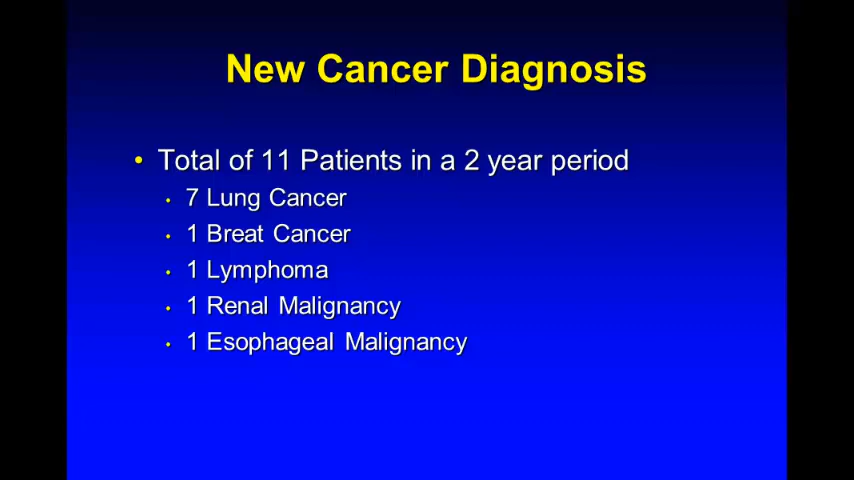 New Cancer Diagnosis
• Total of 11 Patients in a 2 year period
• 7 Lung Cancer
• 1 Breat Cancer
• 1 Lymphoma
• 1 Renal Malignancy
• 1 Esophageal Malignancy